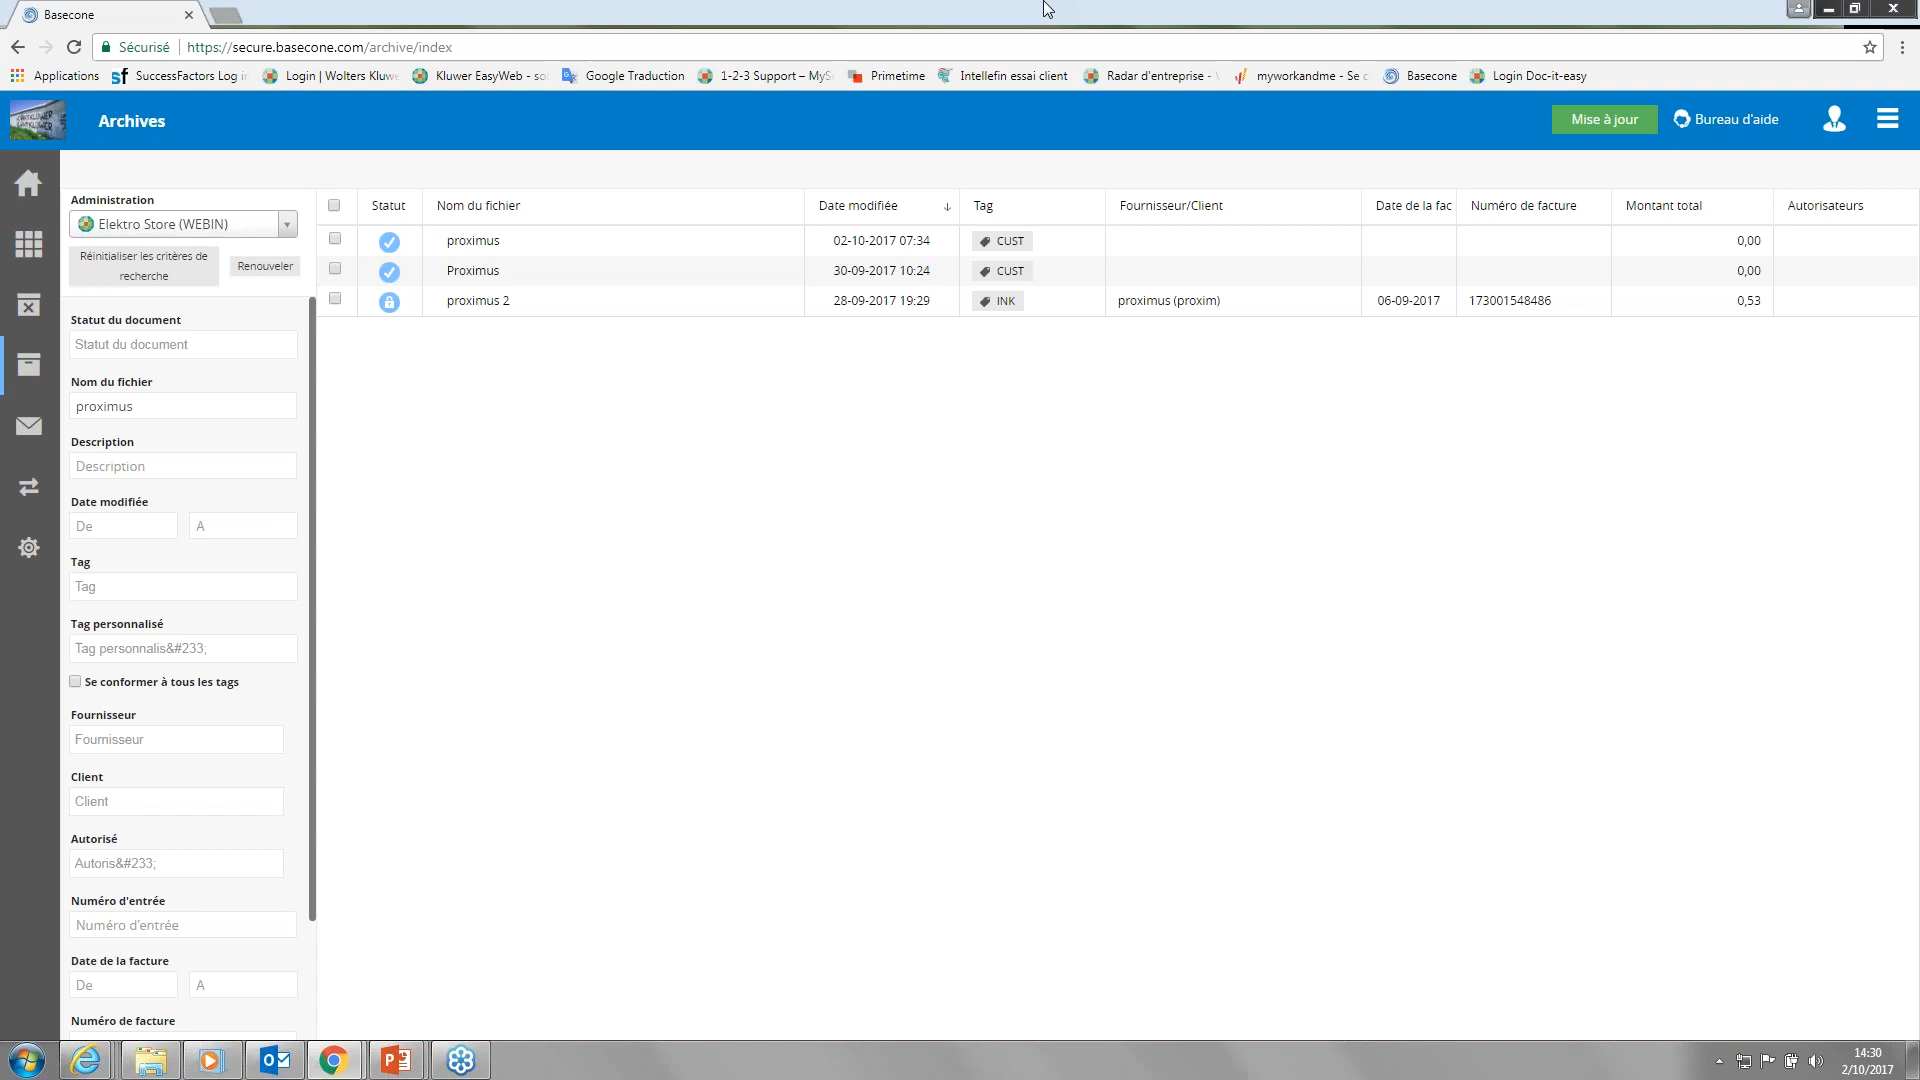 Basecone
Sécurisé https://secure.basecone.com/archive/index
Applications SuccessFactors Log in Login | Wolters Kluwe Kluwer EasyWeb - so Google Traduction 1-2-3 Support – MyS Primetime Intellefin essai client Radar d'entreprise - myworkandme - Se c Basecone Login Doc-it-easy
Archives Mise à jour Bureau d'aide
Administration
Elektro Store (WEBIN)
Réinitialiser les critères de
recherche
Renouveler
Statut Nom du fichier Date modifiée Tag Fournisseur/Client Date de la fac Numéro de facture Montant total Autorisateurs
proximus 02-10-2017 07:34 CUST 0,00
Proximus 30-09-2017 10:24 CUST 0,00
proximus 2 28-09-2017 19:29 INK proximus (proxim) 06-09-2017 173001548486 0,53
Statut du document
Statut du document
Nom du fichier
proximus
Description
Description
Date modifiée
De A
Tag
Tag
Tag personnalisé
Tag personnalis&#233;
Se conformer à tous les tags
Fournisseur
Fournisseur
Client
Client
Autorisé
Autoris&#233;
Numéro d'entrée
Numéro d'entrée
Date de la facture
De A
Numéro de facture
14:30
2/10/2017